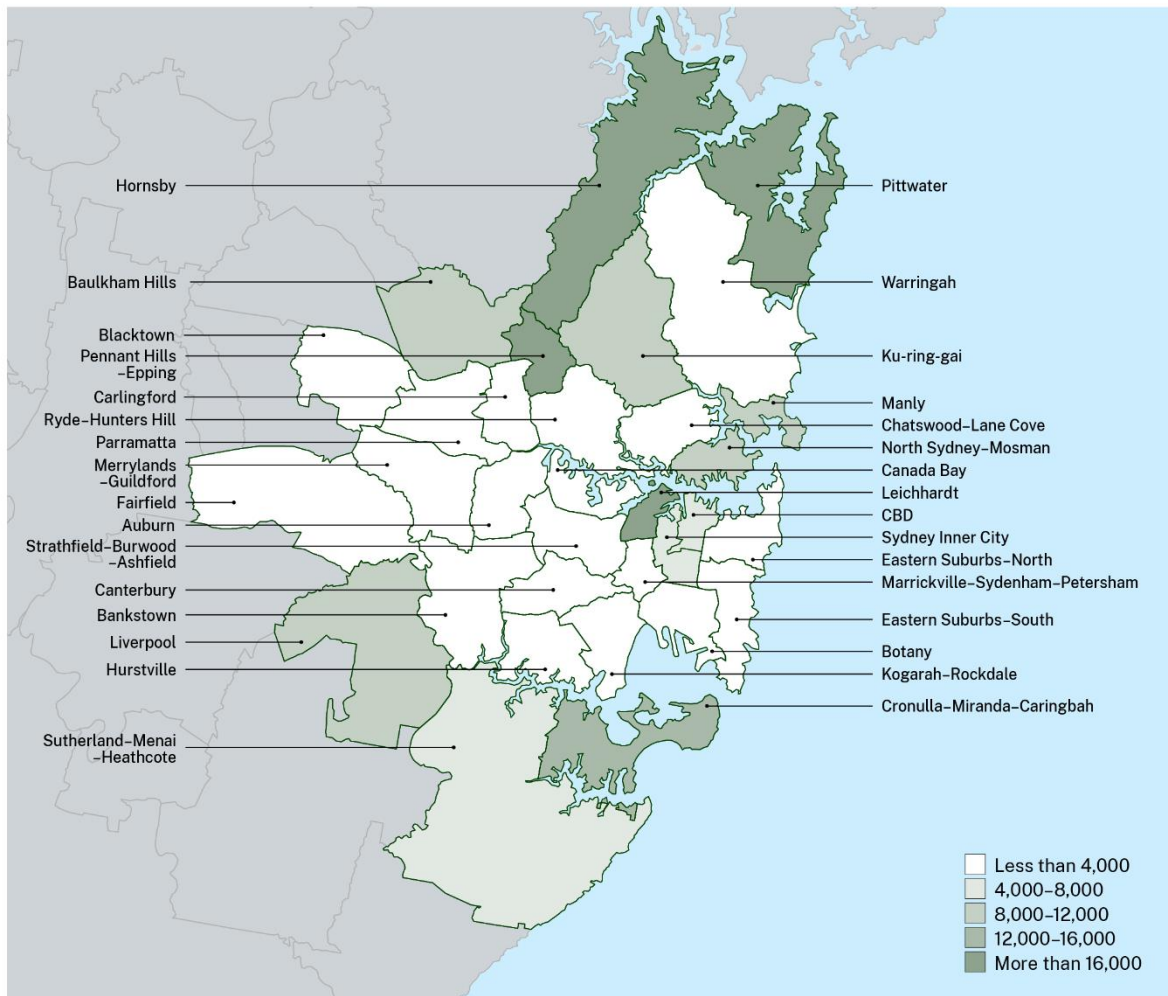 Hornsby
Baulkham Hills
Blacktown
Pennant Hills
–Epping
Carlingford
Ryde–Hunters Hill
Parramatta
Merrylands
–Guildford
Fairfield
Auburn
Strathfield–Burwood
–Ashfield
Canterbury
Bankstown
Liverpool
Hurstville
Sutherland–Menai
–Heathcote
Pittwater
Warringah
Ku-ring-gai
Manly
Chatswood–Lane Cove
North Sydney–Mosman
Canada Bay
Leichhardt
CBD
Sydney Inner City
Eastern Suburbs–North
Marrickville–Sydenham–Petersham
Eastern Suburbs–South
Botany
Kogarah–Rockdale
Cronulla–Miranda–Caringbah
Less than 4,000
4,000–8,000
8,000–12,000
12,000–16,000
More than 16,000